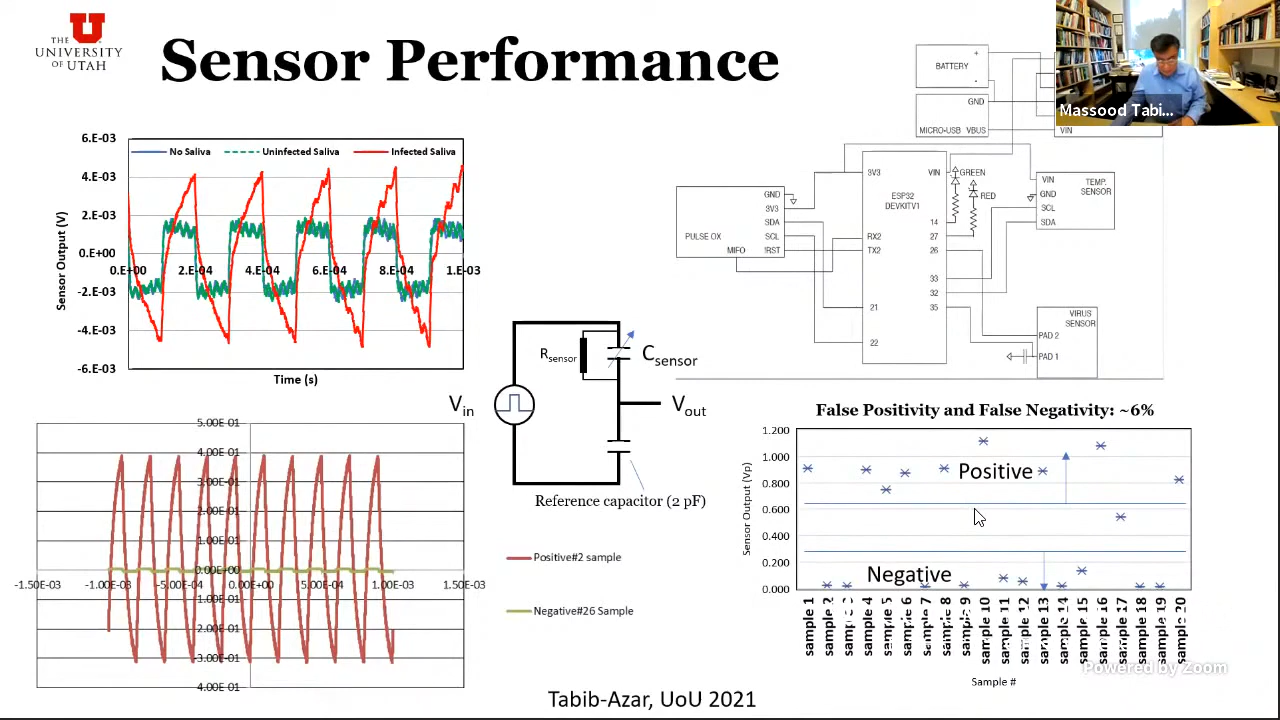 THE
UNIVERSITY
OF UTAH
Sensor Performance
Massood Tabi...
6.E-03
4.E-03
2.E-03
0.E+00
-2.E-03
-4.E-03
-6.E-03
No Saliva
Uninfected Saliva
Infected Saliva
0.E+00
2.E-04
4.E-04
6.E-04
8.E-04
1.E-03
Sensor Output (V)
Time (s)
BATTERY
+
-
GND
MICRO-USB VBUS
VIN
GND
3V3
SDA
SCL
!RST
PULSE OX
MIFO
3V3
VIN
ESP32
DEVKITV1
RX2
TX2
14
27
26
33
32
35
21
22
GREEN
RED
VIN
GND
SCL
SDA
TEMP.
SENSOR
VIRUS
SENSOR
PAD 2
PAD 1
Rsensor
Csensor
Vin
Vout
Reference capacitor (2 pF)
5.00E-01
4.00E-01
3.00E-01
2.00E-01
1.00E-01
0.00E+00
-1.50E-03
-1.00E-03
-5.00E-04
0.00E+00
5.00E-04
1.00E-03
1.50E-03
1.00E-01
2.00E-01
3.00E-01
4.00E-01
Positive#2 sample
Negative#26 Sample
False Positivity and False Negativity: ~6%
1.200
1.000
0.800
0.600
0.400
0.200
0.000
Sensor Output (Vp)
Positive
Negative
sample 1
sample 2
sample 3
sample 4
sample 5
sample 6
sample 7
sample 8
sample 9
sample 10
sample 11
sample 12
sample 13
sample 14
sample 15
sample 16
sample 17
sample 18
sample 19
sample 20
Sample #
Powered by Zoom
Tabib-Azar, UoU 2021